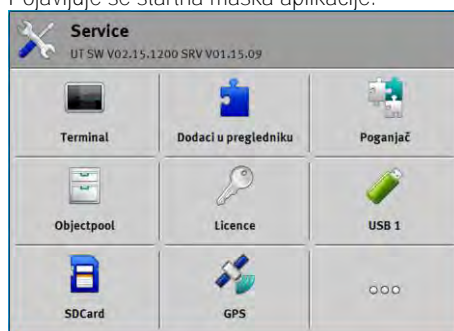 Pojavljuje se startna maska aplikacije:
Service
UT SW V02.15.1200 SRV V01.15.09
Terminal
Dodaci u pregledniku
Poganjač
Objectpool
Licence
USB 1
SDCard
GPS